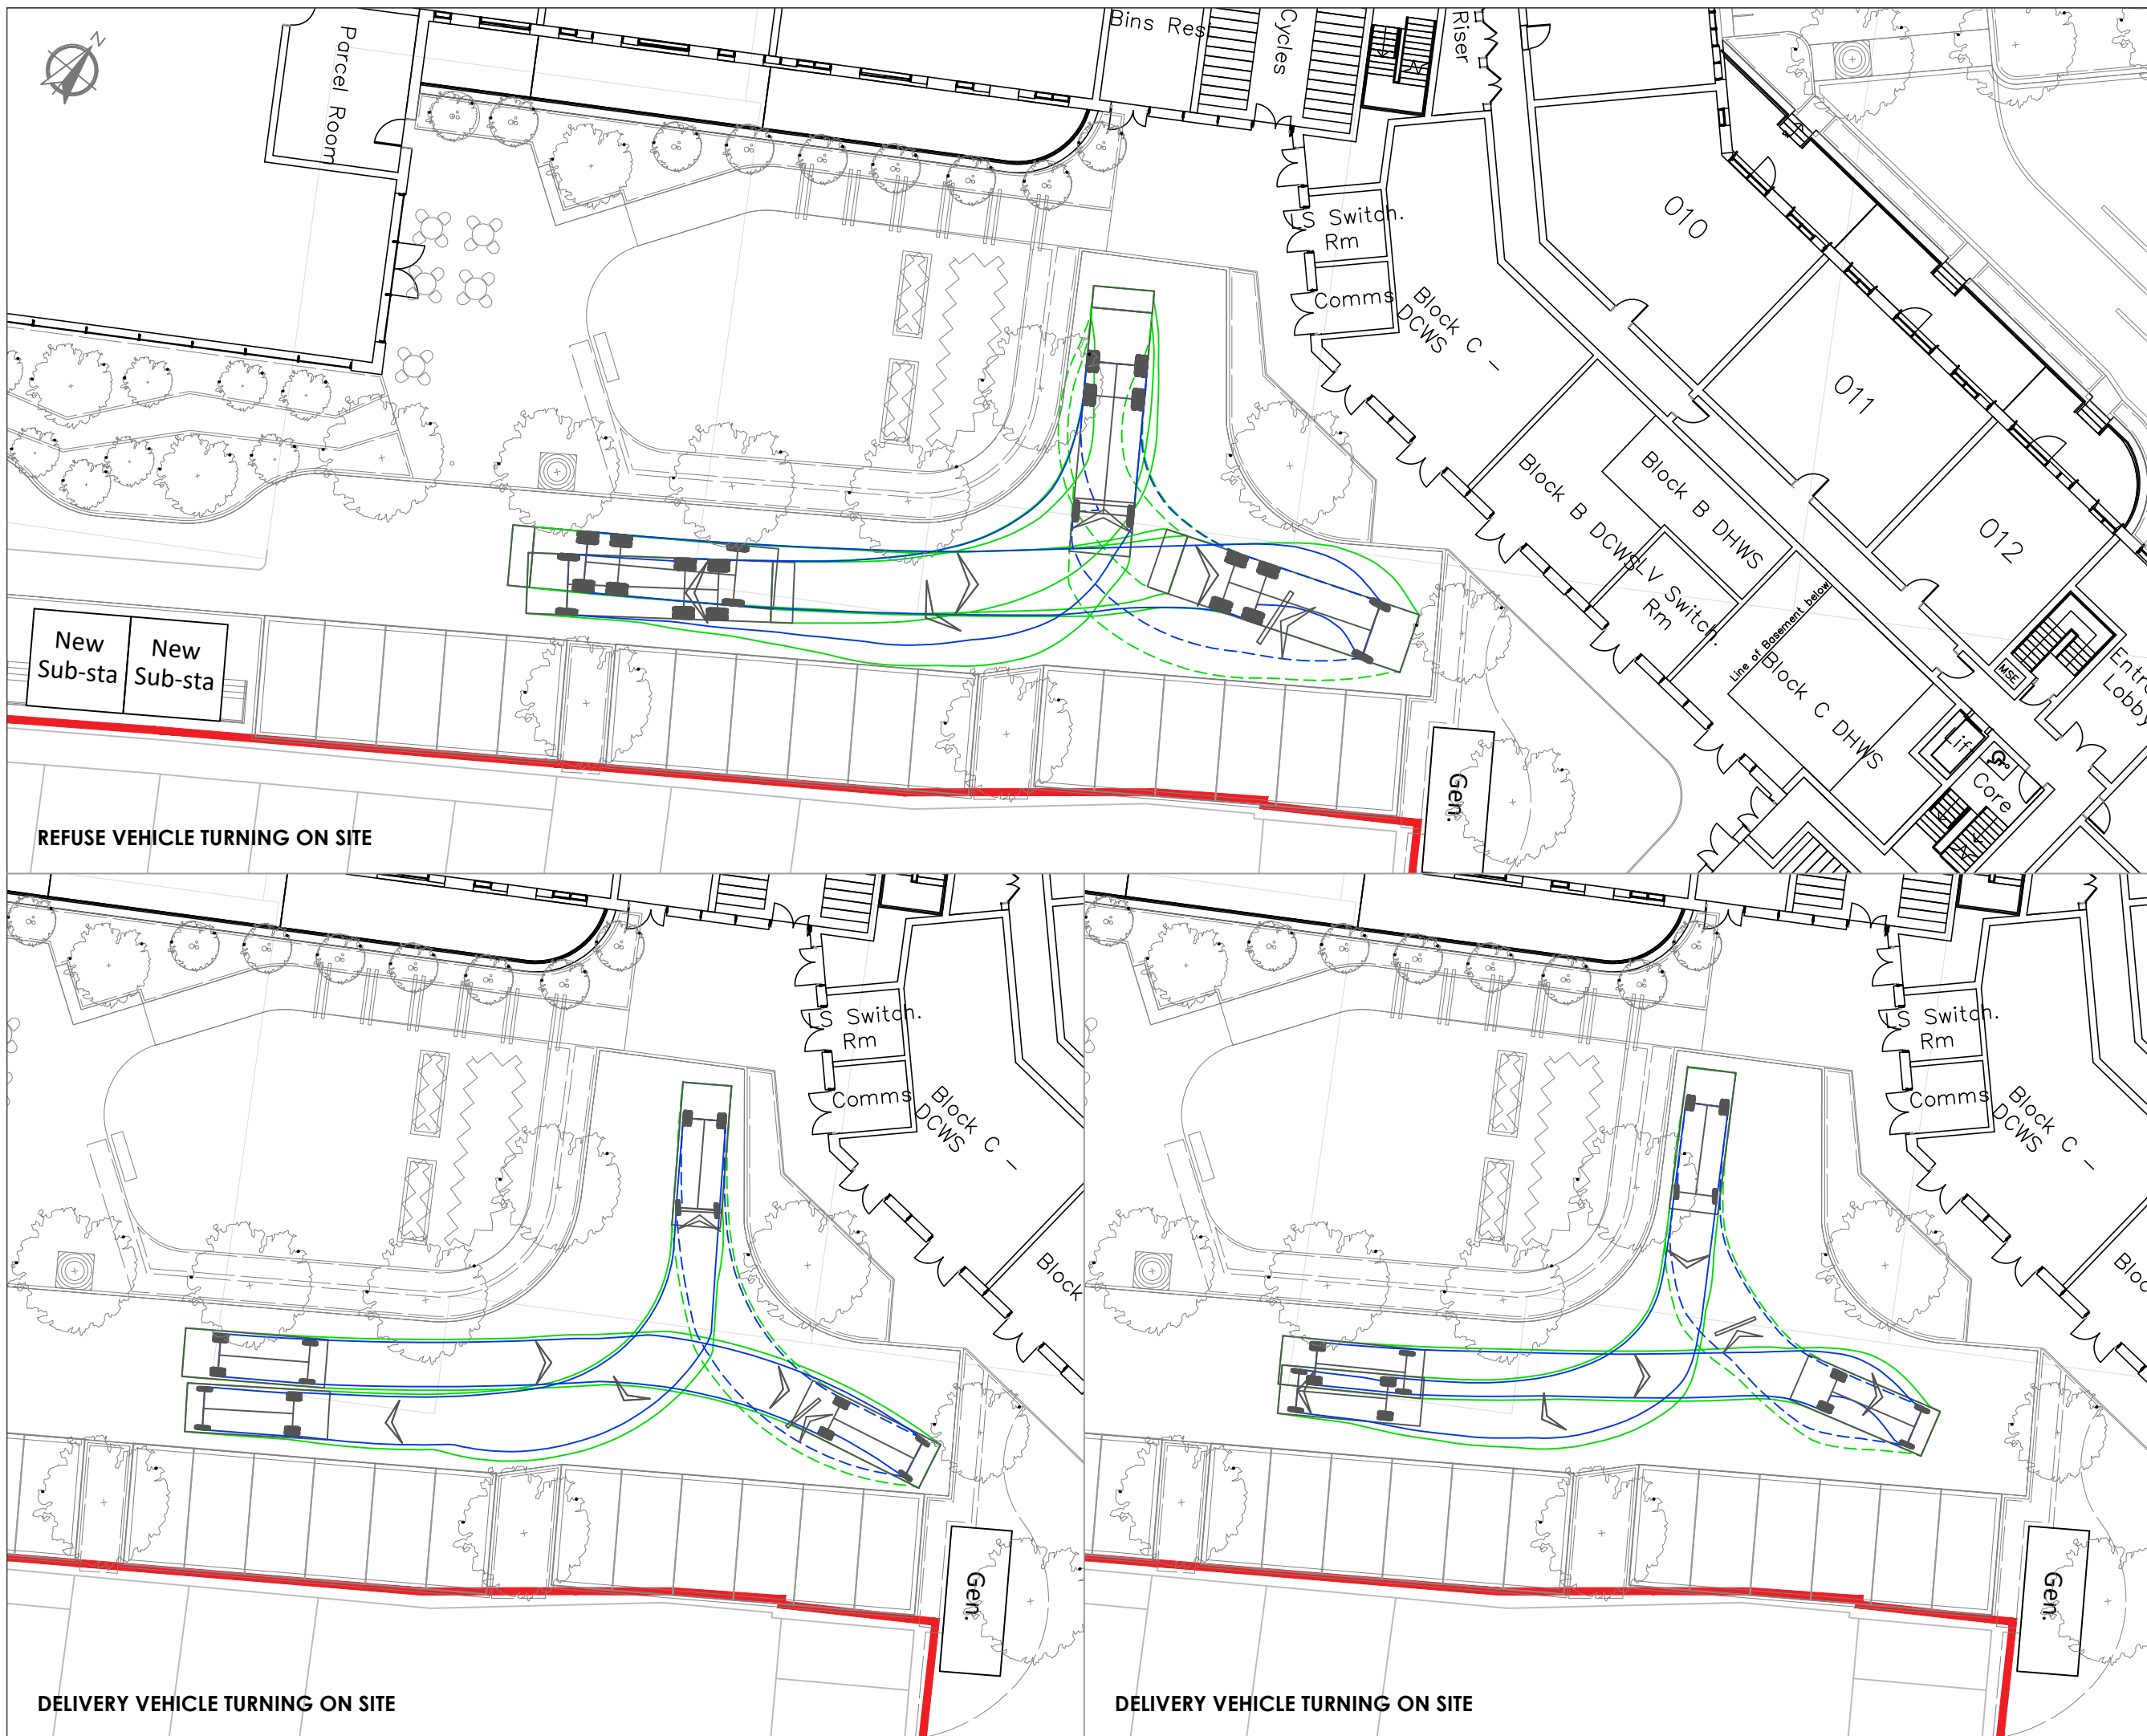 N
Parcel Room
Bins Res
Cycles
Riser
LS Switch.
Rm
Comms
Block C -
DCWS
010
011
012
Block B DCWS
Block B DHWS
LV Switch.
Rm
Line of Basement below
Block C DHWS
MSE
Lift
Core
New
Sub-sta
New
Sub-sta
Gen.
REFUSE VEHICLE TURNING ON SITE
LS Switch.
Rm
Comms
Block C -
DCWS
Block
Gen.
DELIVERY VEHICLE TURNING ON SITE
LS Switch.
Rm
Comms
Block C -
DCWS
Gen.
DELIVERY VEHICLE TURNING ON SITE